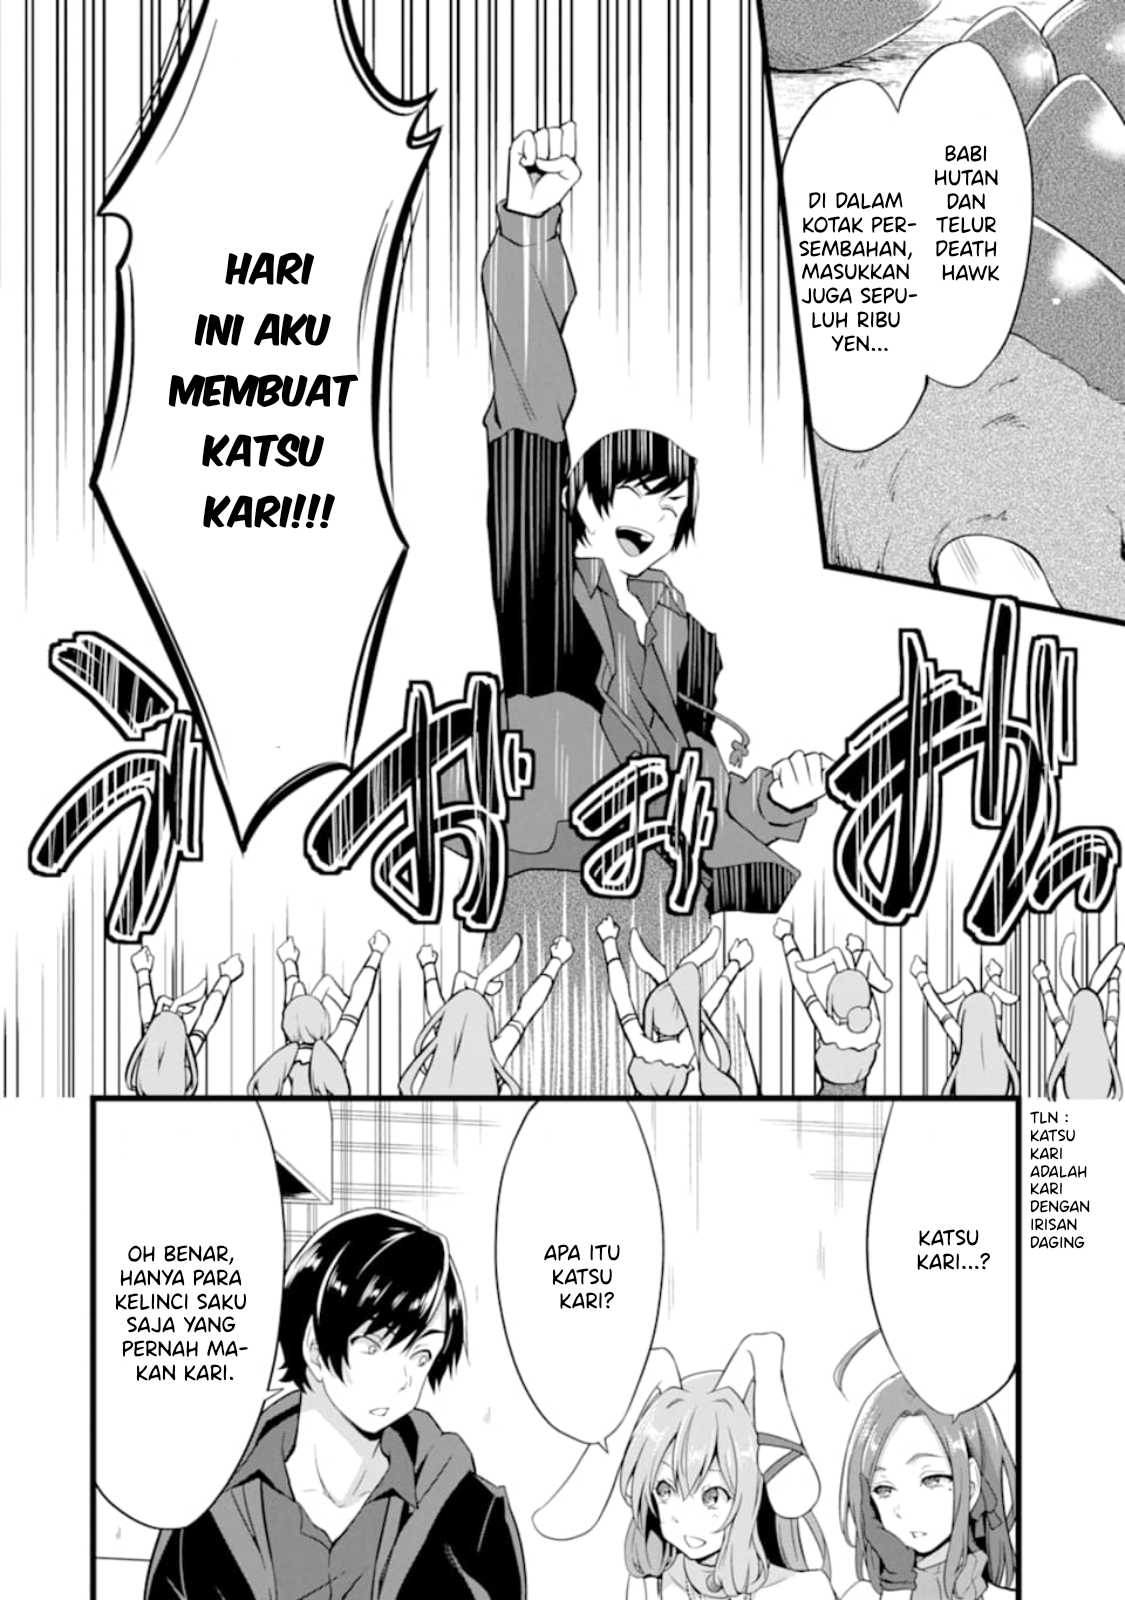 BABI
HUTAN
DAN
TELUR
DEATH
HAWK
DI DALAM
KOTAK PER-
SEMBAHAN,
MASUKKAN
JUGA SEPU-
LUH RIBU
YEN...
HARI
INI AKU
MEMBUAT
KATSU
KARI!!!
うおおまぁん
TLN :
KATSU
KARI
ADALAH
KARI
DENGAN
IRISAN
DAGING
KATSU
KARI...?
APA ITU
KATSU
KARI?
OH BENAR,
HANYA PARA
KELINCI SAKU
SAJA YANG
PERNAH MA-
KAN KARI.